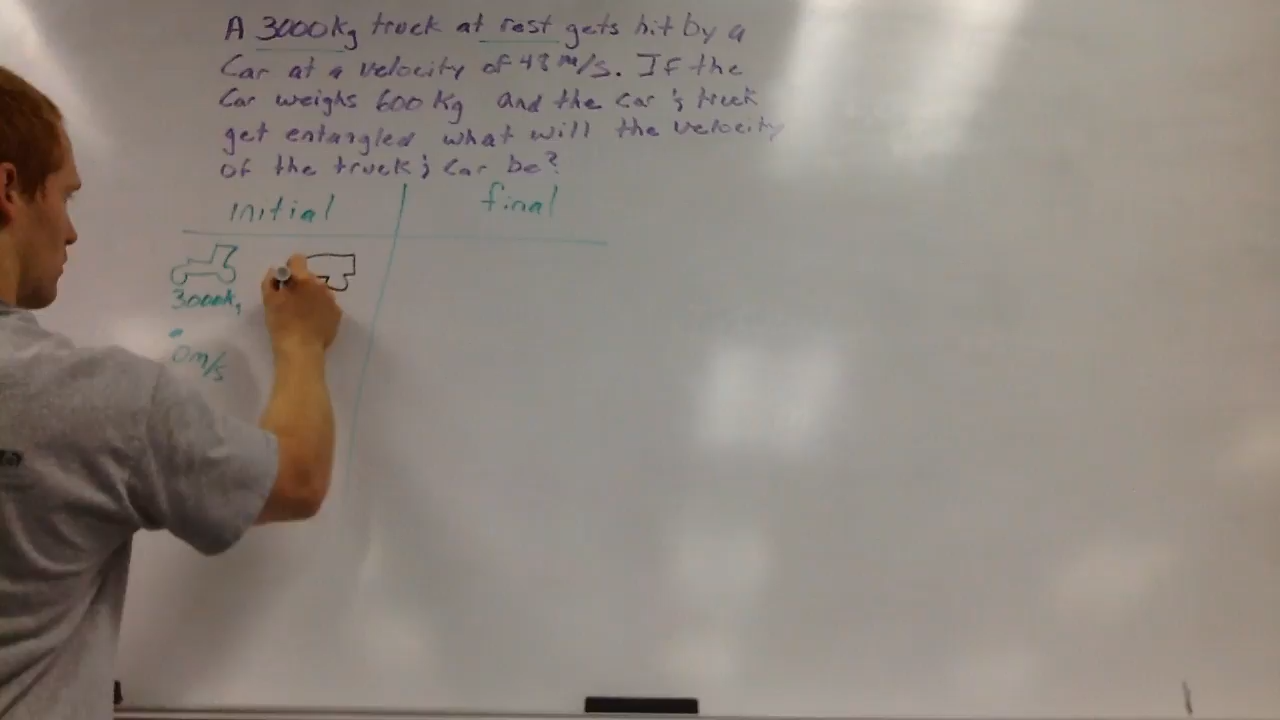 A 3000kg truck at rest gets hit by a
Car at a velocity of 48 m/s. If the
Car weighs 600 Kg and the car & truck
get entangled what will the velocity
of the truck & Car be?
initial final
3000kg
0m/s